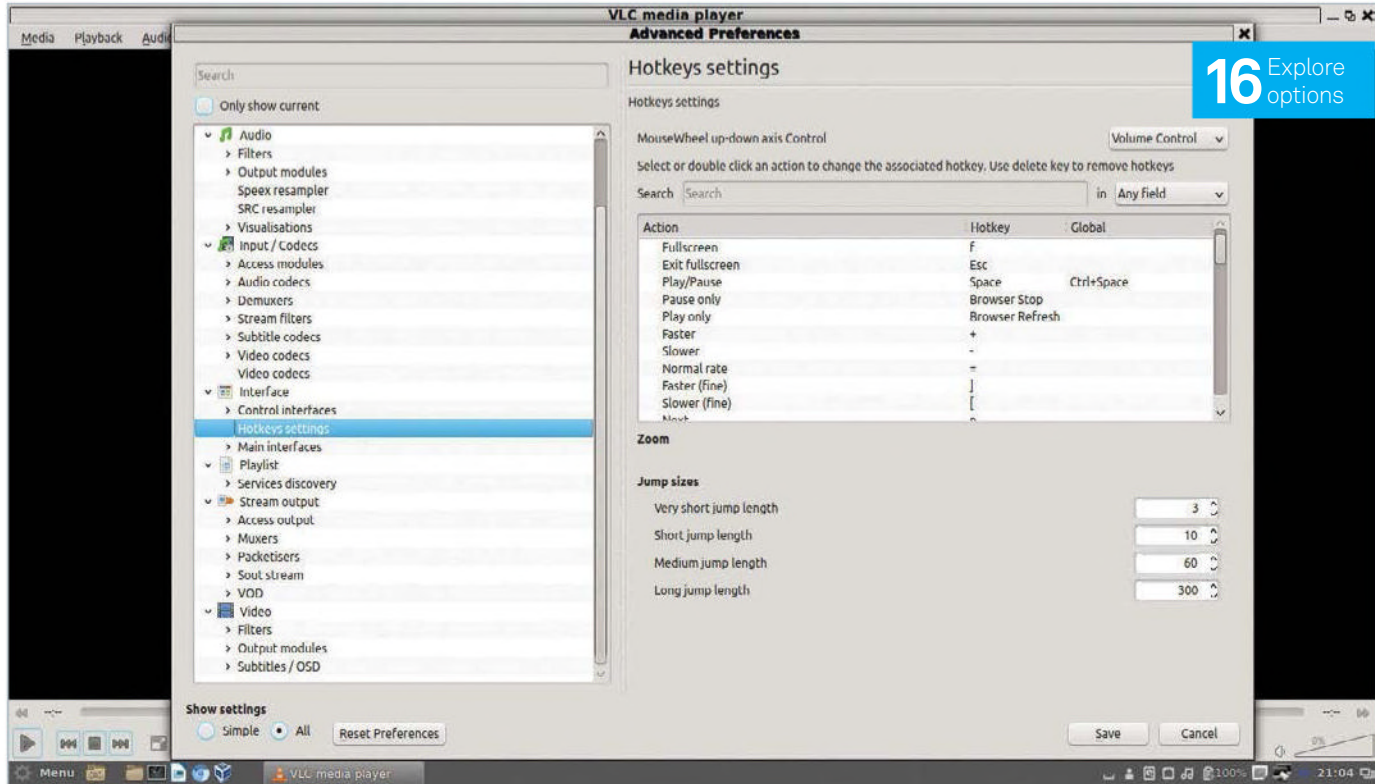 VLC media player
Media Playback Audi
Advanced Preferences
16 Explore options
Search
Only show current
Audio
Filters
Output modules
Speex resampler
SRC resampler
Visualisations
Input / Codecs
Access modules
Audio codecs
Demuxers
Stream filters
Subtitle codecs
Video codecs
Video codecs
Interface
Control interfaces
Hotkeys settings
Main interfaces
Playlist
Services discovery
Stream output
Access output
Muxers
Packetisers
Sout stream
VOD
Video
Filters
Output modules
Subtitles / OSD
Hotkeys settings
Hotkeys settings
MouseWheel up-down axis Control Volume Control
Select or double click an action to change the associated hotkey. Use delete key to remove hotkeys
Search Search in Any field
Action Hotkey Global
Fullscreen f
Exit fullscreen Esc
Play/Pause Space Ctrl+Space
Pause only Browser Stop
Play only Browser Refresh
Faster +
Slower -
Normal rate =
Faster (fine) ]
Slower (fine) [
Next n
Zoom
Jump sizes
Very short jump length 3
Short jump length 10
Medium jump length 60
Long jump length 300
Show settings
Simple All Reset Preferences
Save Cancel
--:-- --:--
0%
Menu VLC media player 100% 21:04